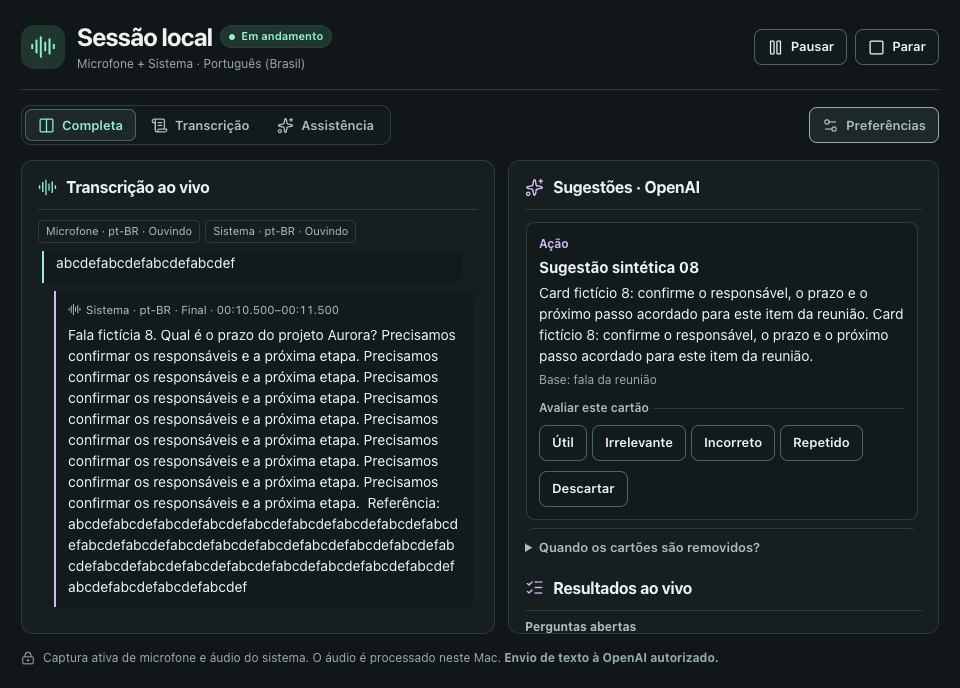 Sessão local
Em andamento
Microfone + Sistema · Português (Brasil)
Pausar
Parar
Completa
Transcrição
Assistência
Preferências
Transcrição ao vivo
Microfone · pt-BR · Ouvindo
Sistema · pt-BR · Ouvindo
abcdefabcdefabcdefabcdef
Sistema · pt-BR · Final · 00:10.500–00:11.500
Fala fictícia 8. Qual é o prazo do projeto Aurora? Precisamos
confirmar os responsáveis e a próxima etapa. Precisamos
confirmar os responsáveis e a próxima etapa. Precisamos
confirmar os responsáveis e a próxima etapa. Precisamos
confirmar os responsáveis e a próxima etapa. Precisamos
confirmar os responsáveis e a próxima etapa. Precisamos
confirmar os responsáveis e a próxima etapa. Precisamos
confirmar os responsáveis e a próxima etapa. Precisamos
confirmar os responsáveis e a próxima etapa.  Referência:
abcdefabcdefabcdefabcdefabcdefabcdefabcdefabcdefabcdefabcd
efabcdefabcdefabcdefabcdefabcdefabcdefabcdefabcdefabcdefab
cdefabcdefabcdefabcdefabcdefabcdefabcdefabcdefabcdefabcdef
abcdefabcdefabcdefabcdef
Sugestões · OpenAI
Ação
Sugestão sintética 08
Card fictício 8: confirme o responsável, o prazo e o
próximo passo acordado para este item da reunião. Card
fictício 8: confirme o responsável, o prazo e o próximo
passo acordado para este item da reunião.
Base: fala da reunião
Avaliar este cartão
Útil
Irrelevante
Incorreto
Repetido
Descartar
Quando os cartões são removidos?
Resultados ao vivo
Perguntas abertas
Captura ativa de microfone e áudio do sistema. O áudio é processado neste Mac. Envio de texto à OpenAI autorizado.